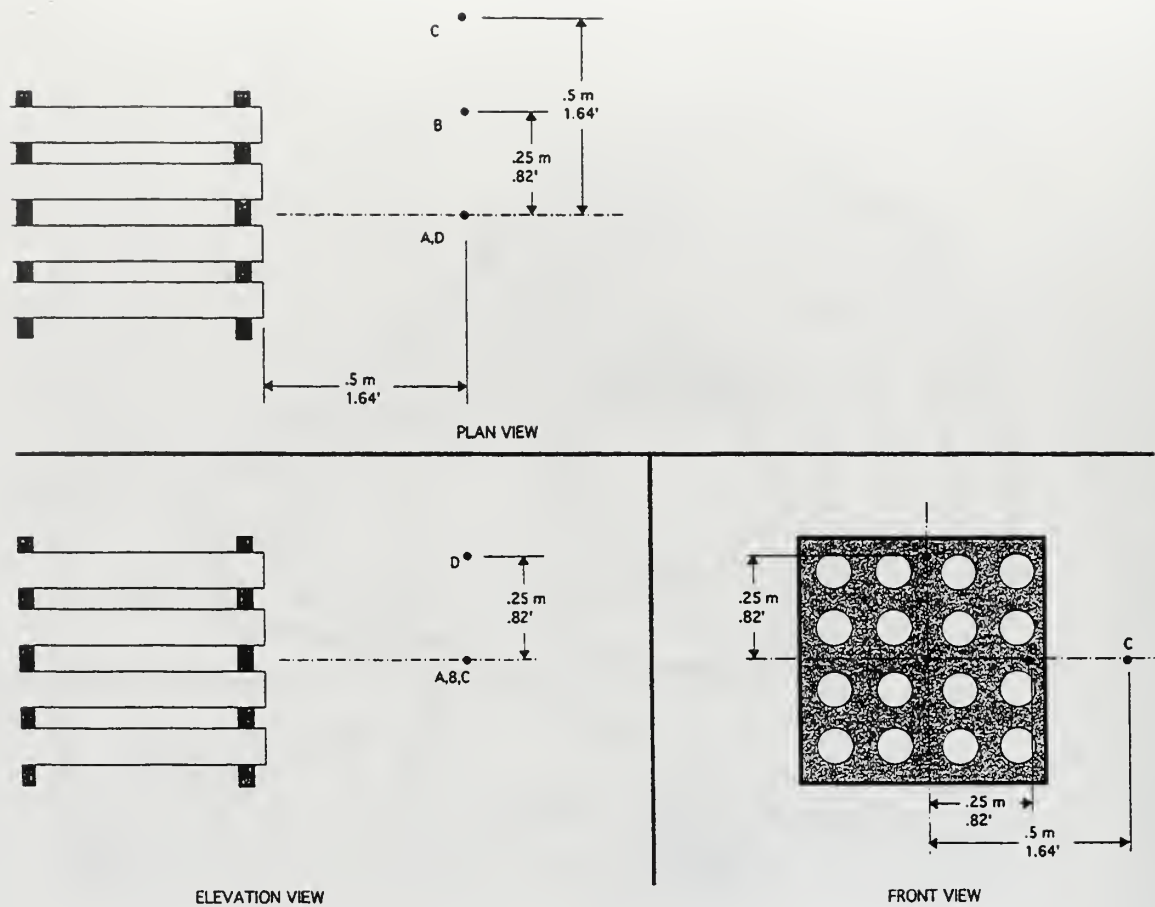 C
.5 m
1.64'
B
.25 m
.82'
A,D
.5 m
1.64'
PLAN VIEW
D
.25 m
.82'
A,B,C
ELEVATION VIEW
.25 m
.82'
C
.25 m
.82'
.5 m
1.64'
FRONT VIEW